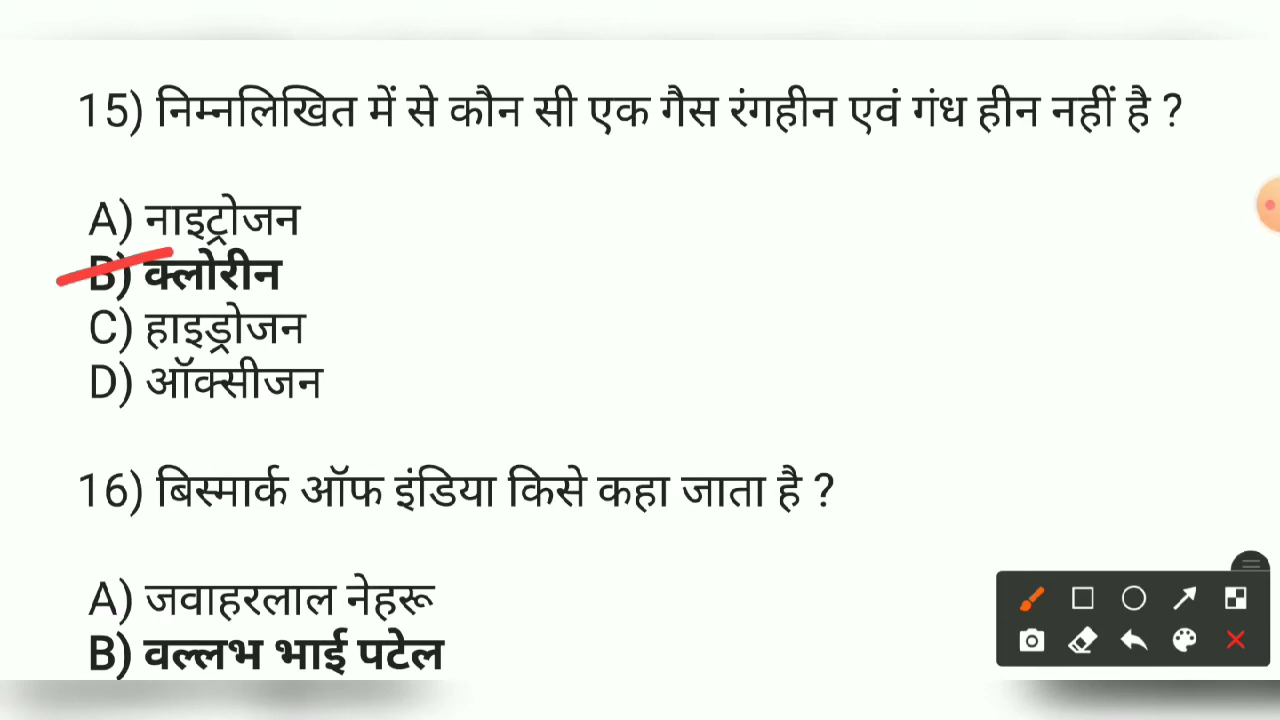 15) निम्नलिखित में से कौन सी एक गैस रंगहीन एवं गंध हीन नहीं है ?
A) नाइट्रोजन
B) क्लोरीन
C) हाइड्रोजन
D) ऑक्सीजन
16) बिस्मार्क ऑफ इंडिया किसे कहा जाता है ?
A) जवाहरलाल नेहरू
B) वल्लभ भाई पटेल